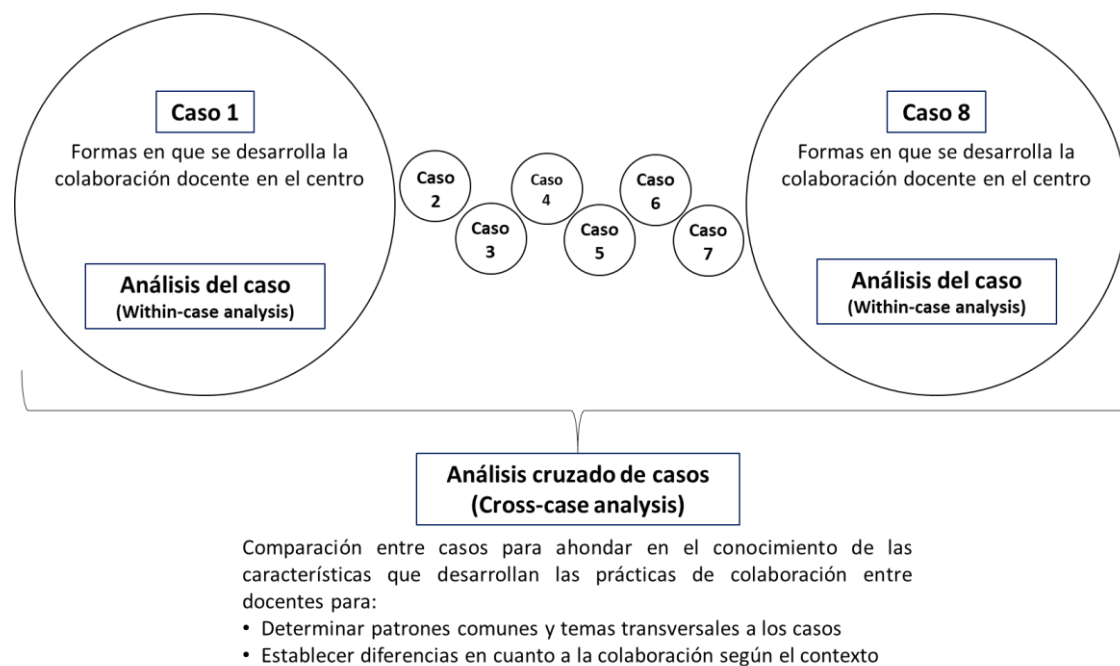 Caso 1
Formas en que se desarrolla la
colaboración docente en el centro
Análisis del caso
(Within-case analysis)
Caso
2
Caso
3
Caso
4
Caso
5
Caso
6
Caso
7
Caso 8
Formas en que se desarrolla la
colaboración docente en el centro
Análisis del caso
(Within-case analysis)
Análisis cruzado de casos
(Cross-case analysis)
Comparación entre casos para ahondar en el conocimiento de las
características que desarrollan las prácticas de colaboración entre
docentes para:
• Determinar patrones comunes y temas transversales a los casos
• Establecer diferencias en cuanto a la colaboración según el contexto